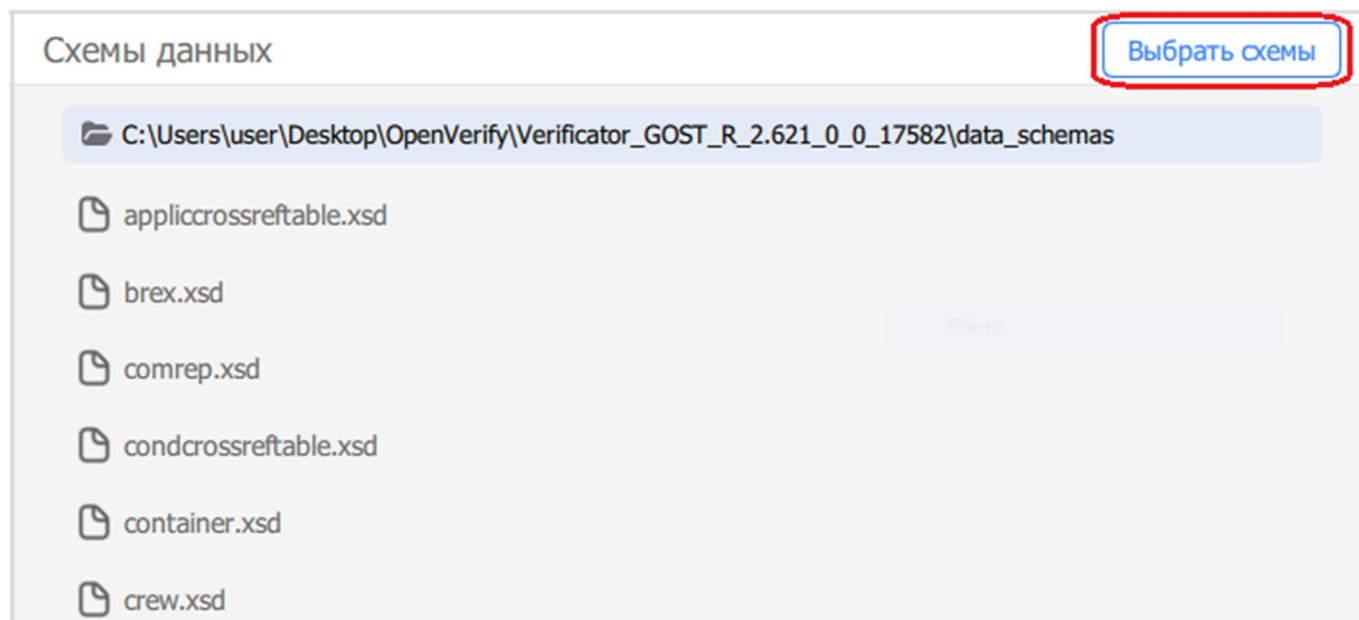 Схемы данных
Выбрать схемы
C:\Users\user\Desktop\OpenVerify\Verificator_GOST_R_2.621_0_0_17582\data_schemas
appliccrossreftable.xsd
brex.xsd
Окно
comrep.xsd
condcrossreftable.xsd
container.xsd
crew.xsd